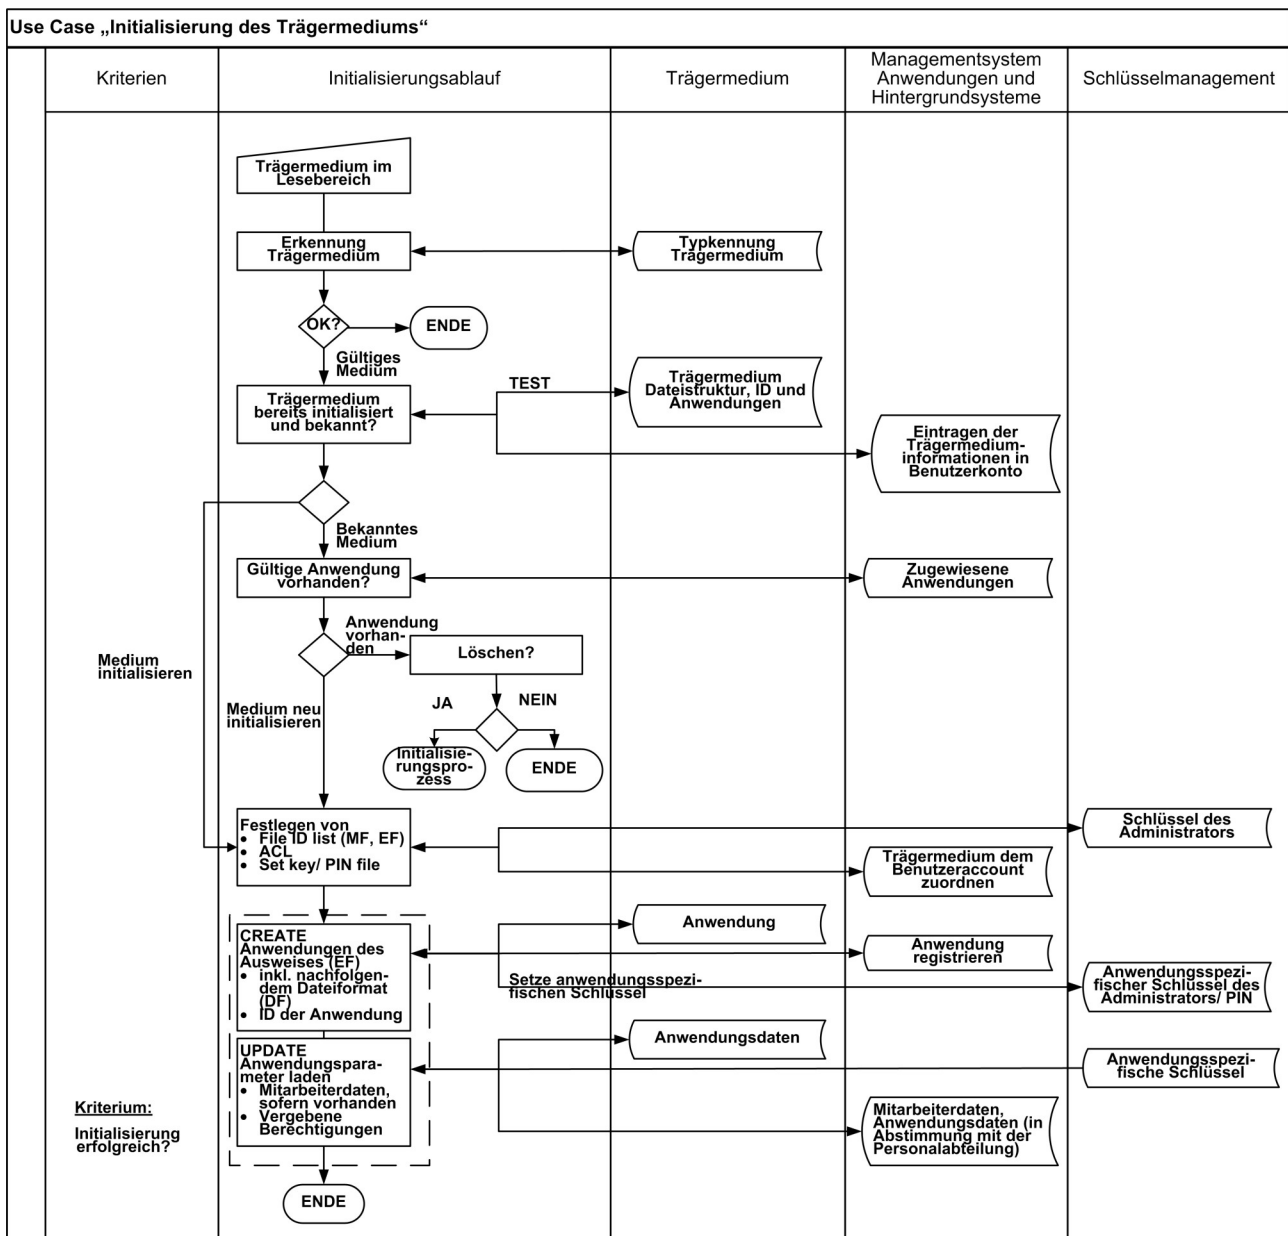 Use Case „Initialisierung des Trägermediums“
Kriterien
Initialisierungsablauf
Trägermedium
Managementsystem
Anwendungen und
Hintergrundsysteme
Schlüsselmanagement
Trägermedium im
Lesebereich
Erkennung
Trägermedium
Typkennung
Trägermedium
OK?
ENDE
Gültiges
Medium
TEST
Trägermedium
Dateistruktur, ID und
Anwendungen
Trägermedium
bereits initialisiert
und bekannt?
Eintragen der
Trägermedium-
informationen in
Benutzerkonto
Bekanntes
Medium
Gültige Anwendung
vorhanden?
Zugewiesene
Anwendungen
Anwendung
vorhan-
den
Löschen?
Medium
initialisieren
Medium neu
initialisieren
JA
NEIN
Initialisie-
rungspro-
zess
ENDE
Festlegen von
• File ID list (MF, EF)
• ACL
• Set key/ PIN file
Schlüssel des
Administrators
Trägermedium dem
Benutzeraccount
zuordnen
CREATE
Anwendungen des
Ausweises (EF)
• inkl. nachfolgen-
dem Dateiformat
(DF)
• ID der Anwendung
Anwendung
Anwendung
registrieren
Setze anwendungsspezi-
fischen Schlüssel
Anwendungsspezi-
fischer Schlüssel des
Administrators/ PIN
UPDATE
Anwendungspara-
meter laden
• Mitarbeiterdaten,
sofern vorhanden
• Vergebene
Berechtigungen
Anwendungsdaten
Anwendungsspezi-
fische Schlüssel
Mitarbeiterdaten,
Anwendungsdaten (in
Abstimmung mit der
Personalabteilung)
Kriterium:
Initialisierung
erfolgreich?
ENDE